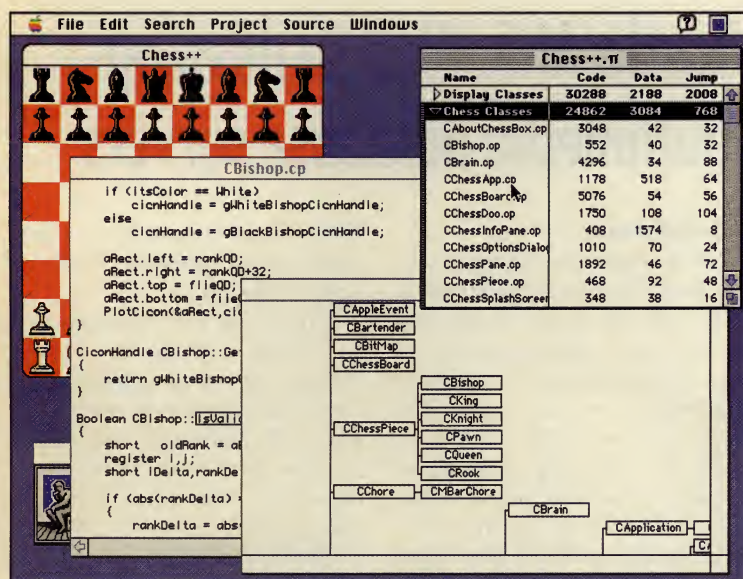 File Edit Search Project Source Windows
Chess++
Chess++.π
Name Code Data Jump
Display Classes 30288 2188 2008
Chess Classes 24862 3084 768
CAboutChessBox.cp 3048 42 32
CBishop.cp 552 40 32
CBrain.cp 4296 34 88
CChessApp.cp 1178 518 64
CChessBoard.cp 5076 54 56
CChessDoc.cp 1750 108 104
CChessInfoPane.cp 408 1574 8
CChessOptionsDialog 1010 70 24
CChessPane.cp 1892 46 72
CChessPiece.cp 468 92 48
CChessSplashScreen 348 38 16
CBishop.cp
if (itsColor == White)
cicnHandle = gWhiteBishopCicnHandle;
else
cicnHandle = gBlackBishopCicnHandle;
aRect.left = rankQD;
aRect.right = rankQD+32;
aRect.top = fileQD;
aRect.bottom = fileQ
PlotCicon(&aRect,cic
}
CiconHandle CBishop::Ge
{
return gWhiteBishop
}
Boolean CBishop::IsVali
{
short oldRank = a
register i,j;
short iDelta,rankDe
if (abs(rankDelta) =
{
rankDelta = abs
CAppleEvent
CBartender
CBitMap
CChessBoard
CChessPiece
CBishop
CKing
CKnight
CPawn
CQueen
CRook
CChore
CMBarChore
CBrain
CApplication